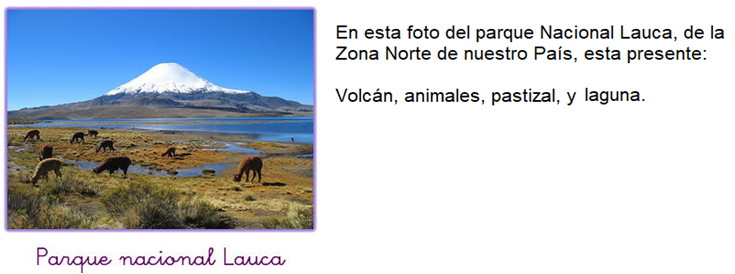 En esta foto del parque Nacional Lauca, de la
Zona Norte de nuestro País, esta presente:
Volcán, animales, pastizal, y laguna.
Parque nacional Lauca